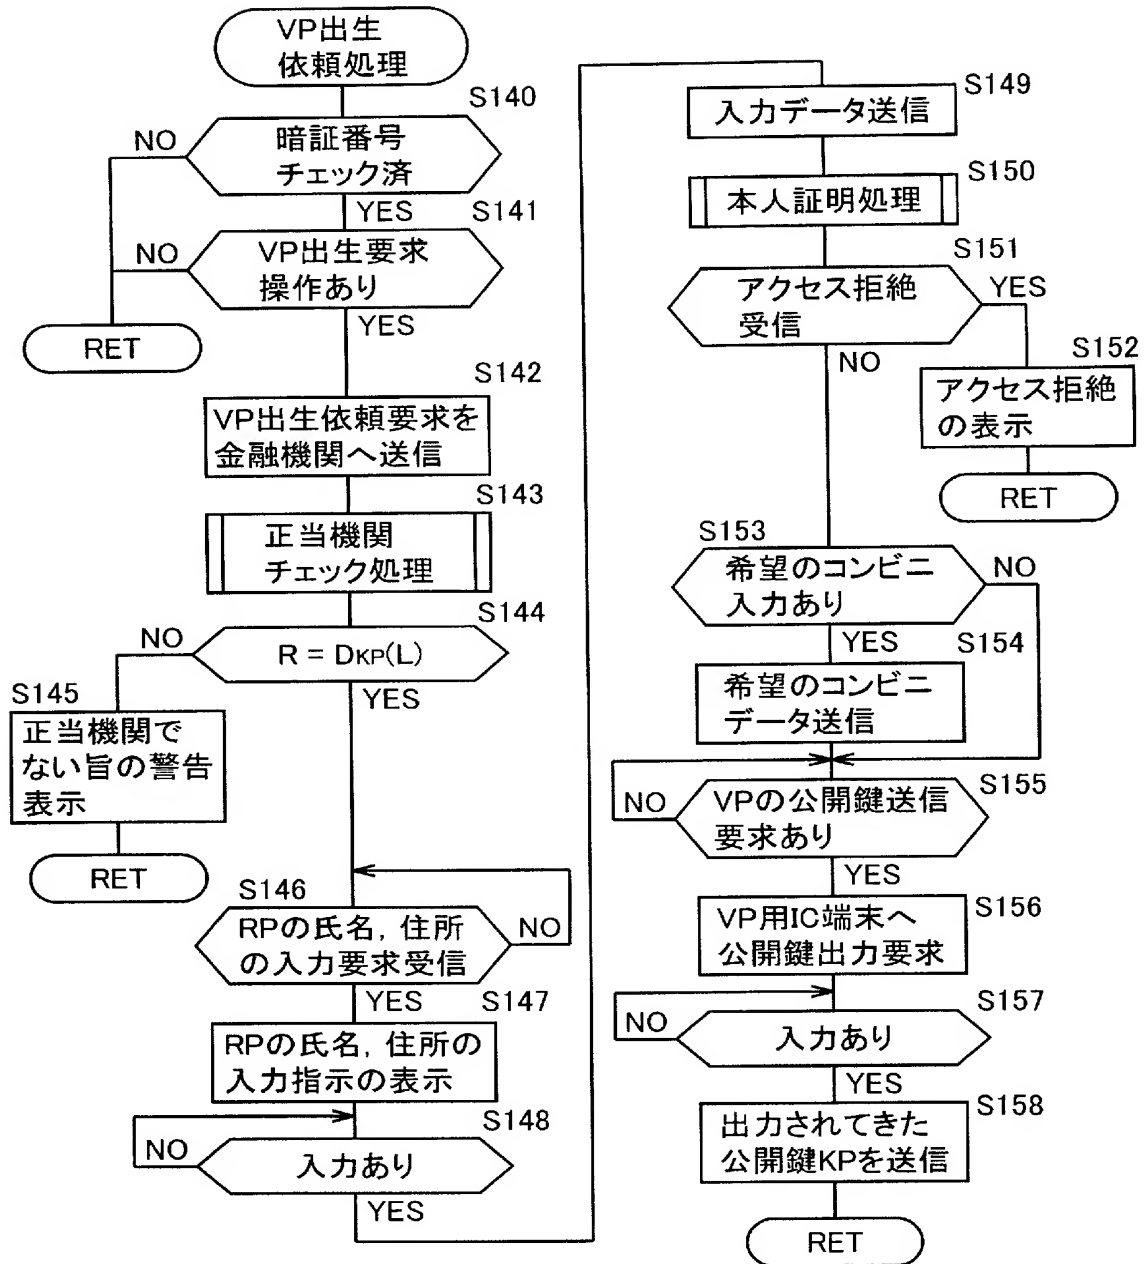 VP出生
依頼処理
S140
暗証番号
チェック済
NO
YES
S141
VP出生要求
操作あり
NO
YES
RET
S142
VP出生依頼要求を
金融機関へ送信
S143
正当機関
チェック処理
S144
R = DKP(L)
NO
YES
S145
正当機関で
ない旨の警告
表示
RET
S146
RPの氏名, 住所
の入力要求受信
NO
YES
S147
RPの氏名, 住所の
入力指示の表示
S148
入力あり
NO
YES
S149
入力データ送信
S150
本人証明処理
S151
アクセス拒絶
受信
YES
NO
S152
アクセス拒絶
の表示
RET
S153
希望のコンビニ
入力あり
NO
YES
S154
希望のコンビニ
データ送信
S155
VPの公開鍵送信
要求あり
NO
YES
S156
VP用IC端末へ
公開鍵出力要求
S157
入力あり
NO
YES
S158
出力されてきた
公開鍵KPを送信
RET